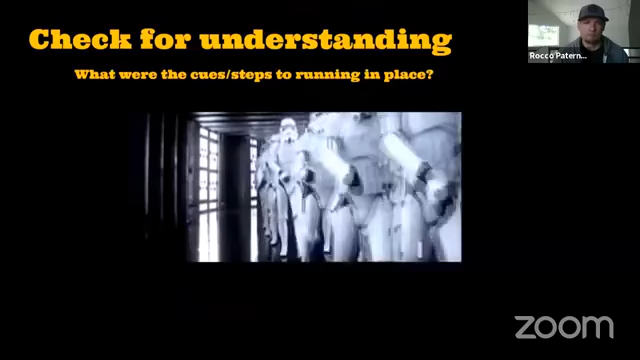 Check for understanding
What were the cues/steps to running in place?
Rocco Patern...
zoom